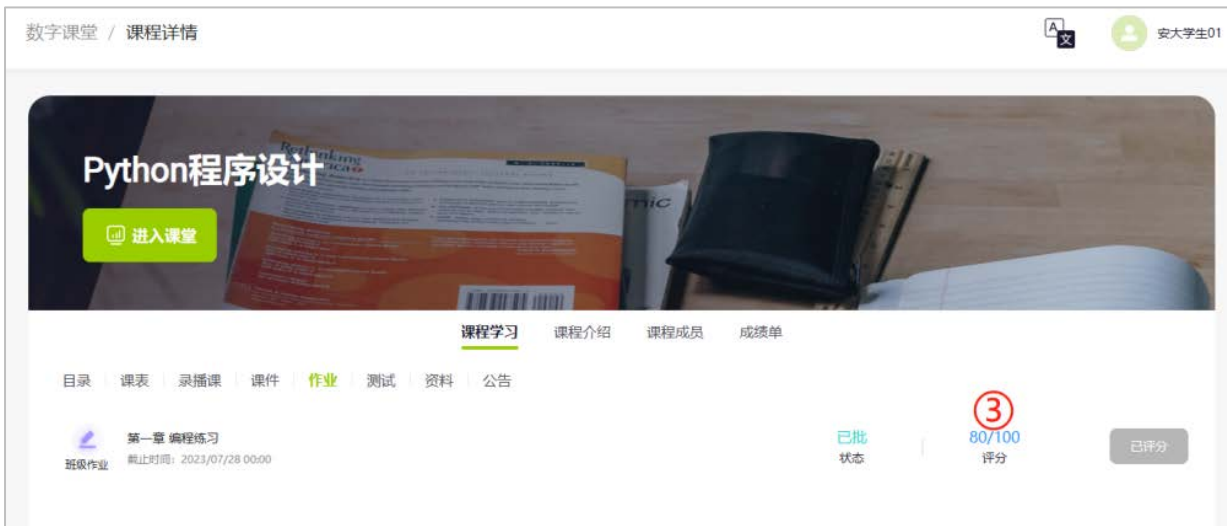 数字课堂 / 课程详情
A文
安大学生01
Rethinking
Python程序设计
进入课堂
课程学习 课程介绍 课程成员 成绩单
目录 课表 录播课 课件 作业 测试 资料 公告
③
第一章 编程练习 已批 80/100 已评分
班级作业 截止时间：2023/07/28 00:00 状态 评分